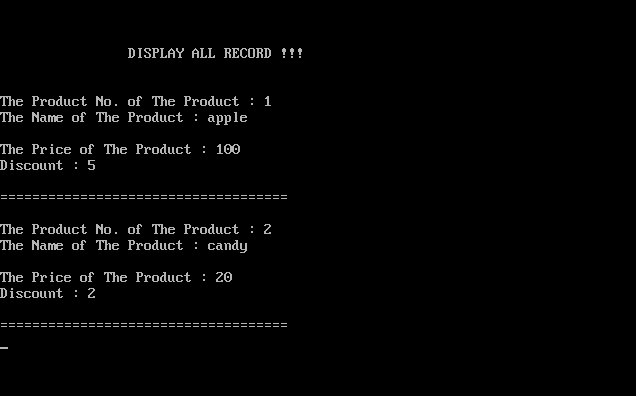 DISPLAY ALL RECORD !!!
The Product No. of The Product : 1
The Name of The Product : apple
The Price of The Product : 100
Discount : 5
====================================
The Product No. of The Product : 2
The Name of The Product : candy
The Price of The Product : 20
Discount : 2
====================================
_